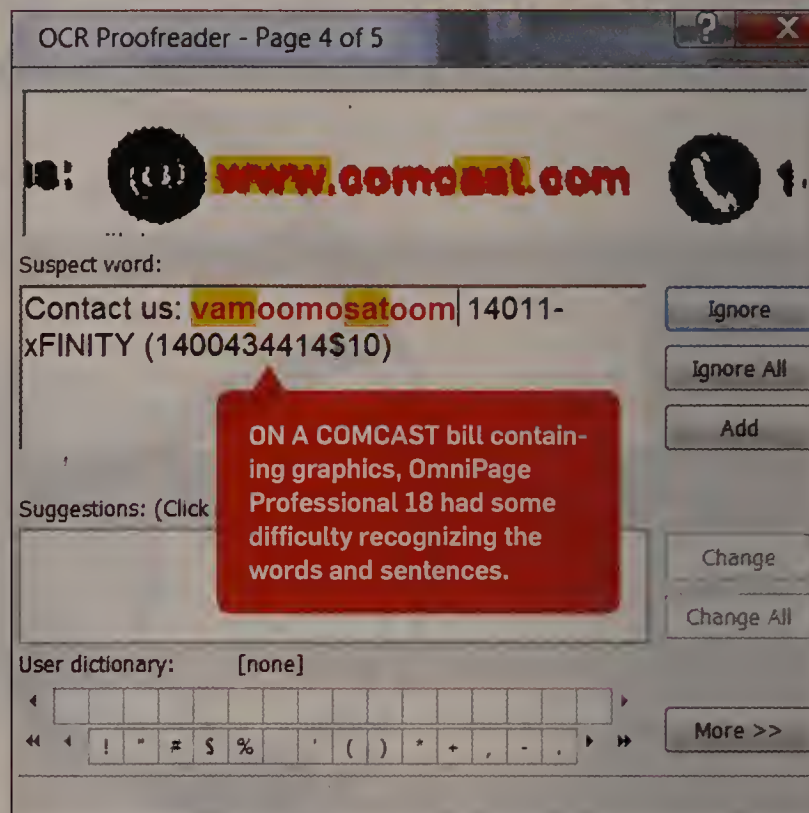 OCR Proofreader - Page 4 of 5
?
X
www.comcast.com
1.
Suspect word:
Contact us: vamoomosatoom 14011-
xFINITY (1400434414$10)
Ignore
Ignore All
Add
ON A COMCAST bill contain-
ing graphics, OmniPage
Professional 18 had some
difficulty recognizing the
words and sentences.
Suggestions: (Click
Change
Change All
User dictionary: [none]
! " # $ % ' ( ) * + , - .
More >>